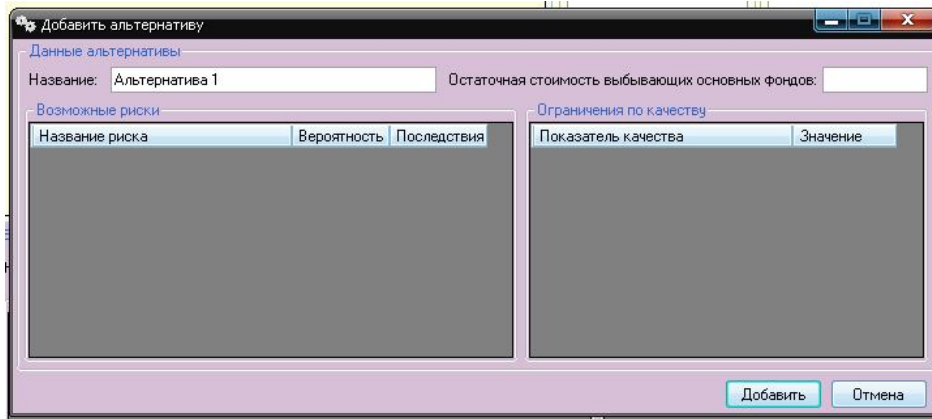 Добавить альтернативу
Данные альтернативы
Название: Альтернатива 1 Остаточная стоимость выбывающих основных фондов:
Возможные риски Ограничения по качеству
Название риска Вероятность Последствия Показатель качества Значение
Добавить Отмена